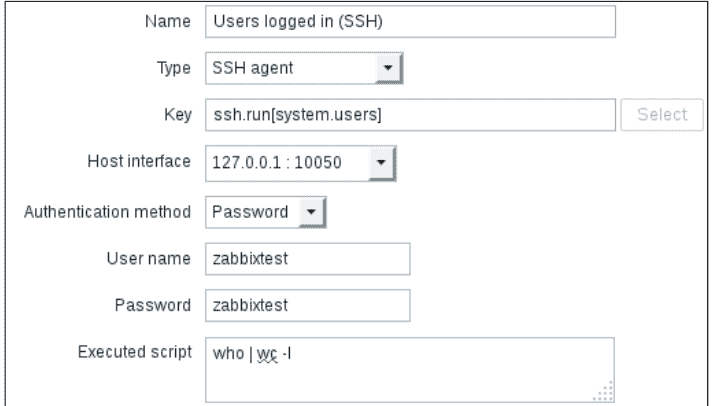 Name Users logged in (SSH)
Type SSH agent
Key ssh.run[system.users] Select
Host interface 127.0.0.1 : 10050
Authentication method Password
User name zabbixtest
Password zabbixtest
Executed script who | wc -l